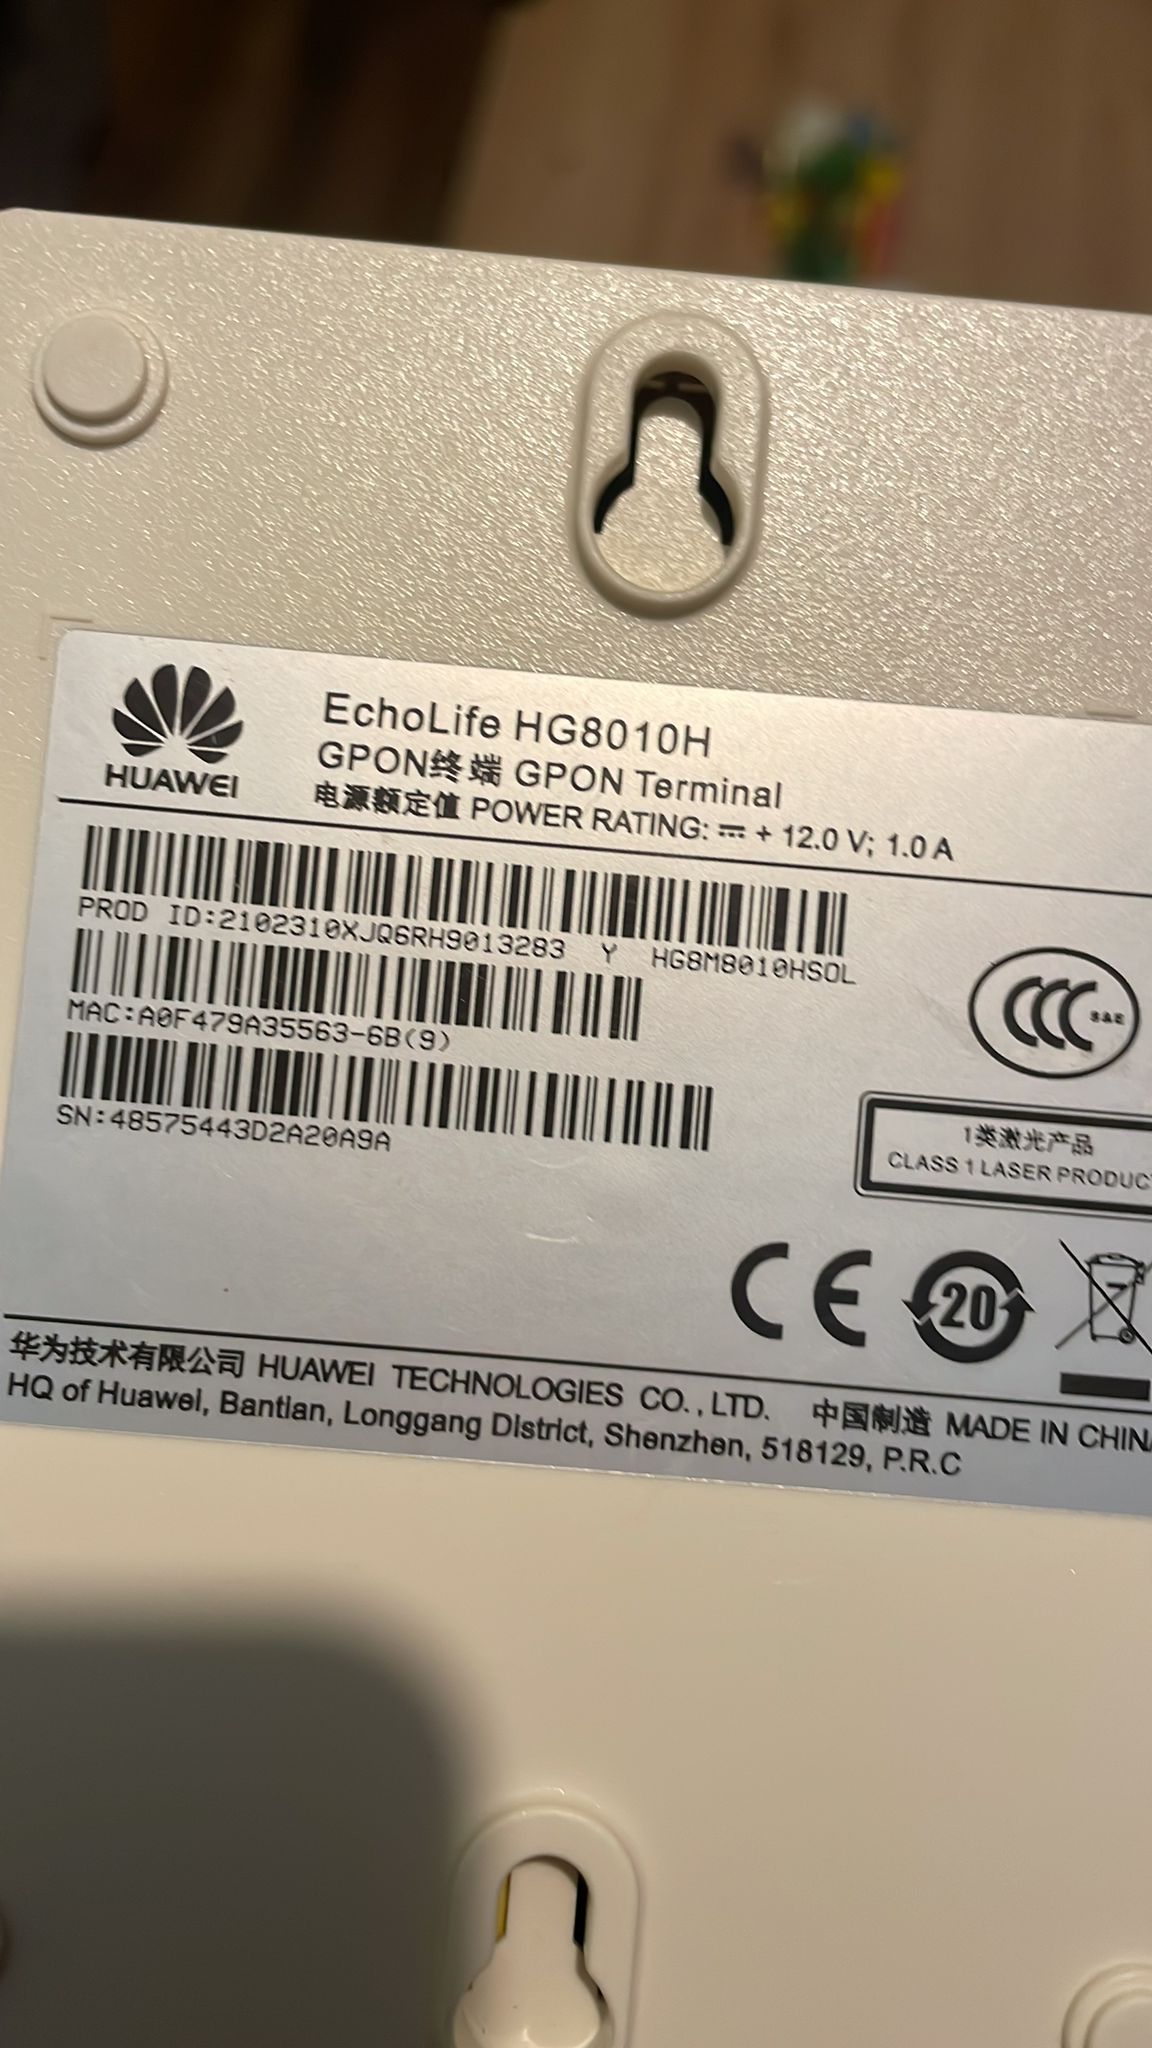 HUAWEI
EchoLife HG8010H
GPON终端 GPON Terminal
电源额定值 POWER RATING: ⎓ + 12.0 V; 1.0 A
PROD ID:2102310XJQ6RH9013283 Y HG8M8010HSOL
MAC:A0F479A35563-6B(9)
SN:48575443D2A20A9A
CCC S&E
1类激光产品
CLASS 1 LASER PRODUC
CE 20
华为技术有限公司 HUAWEI TECHNOLOGIES CO., LTD. 中国制造 MADE IN CHINA
HQ of Huawei, Bantian, Longgang District, Shenzhen, 518129, P.R.C